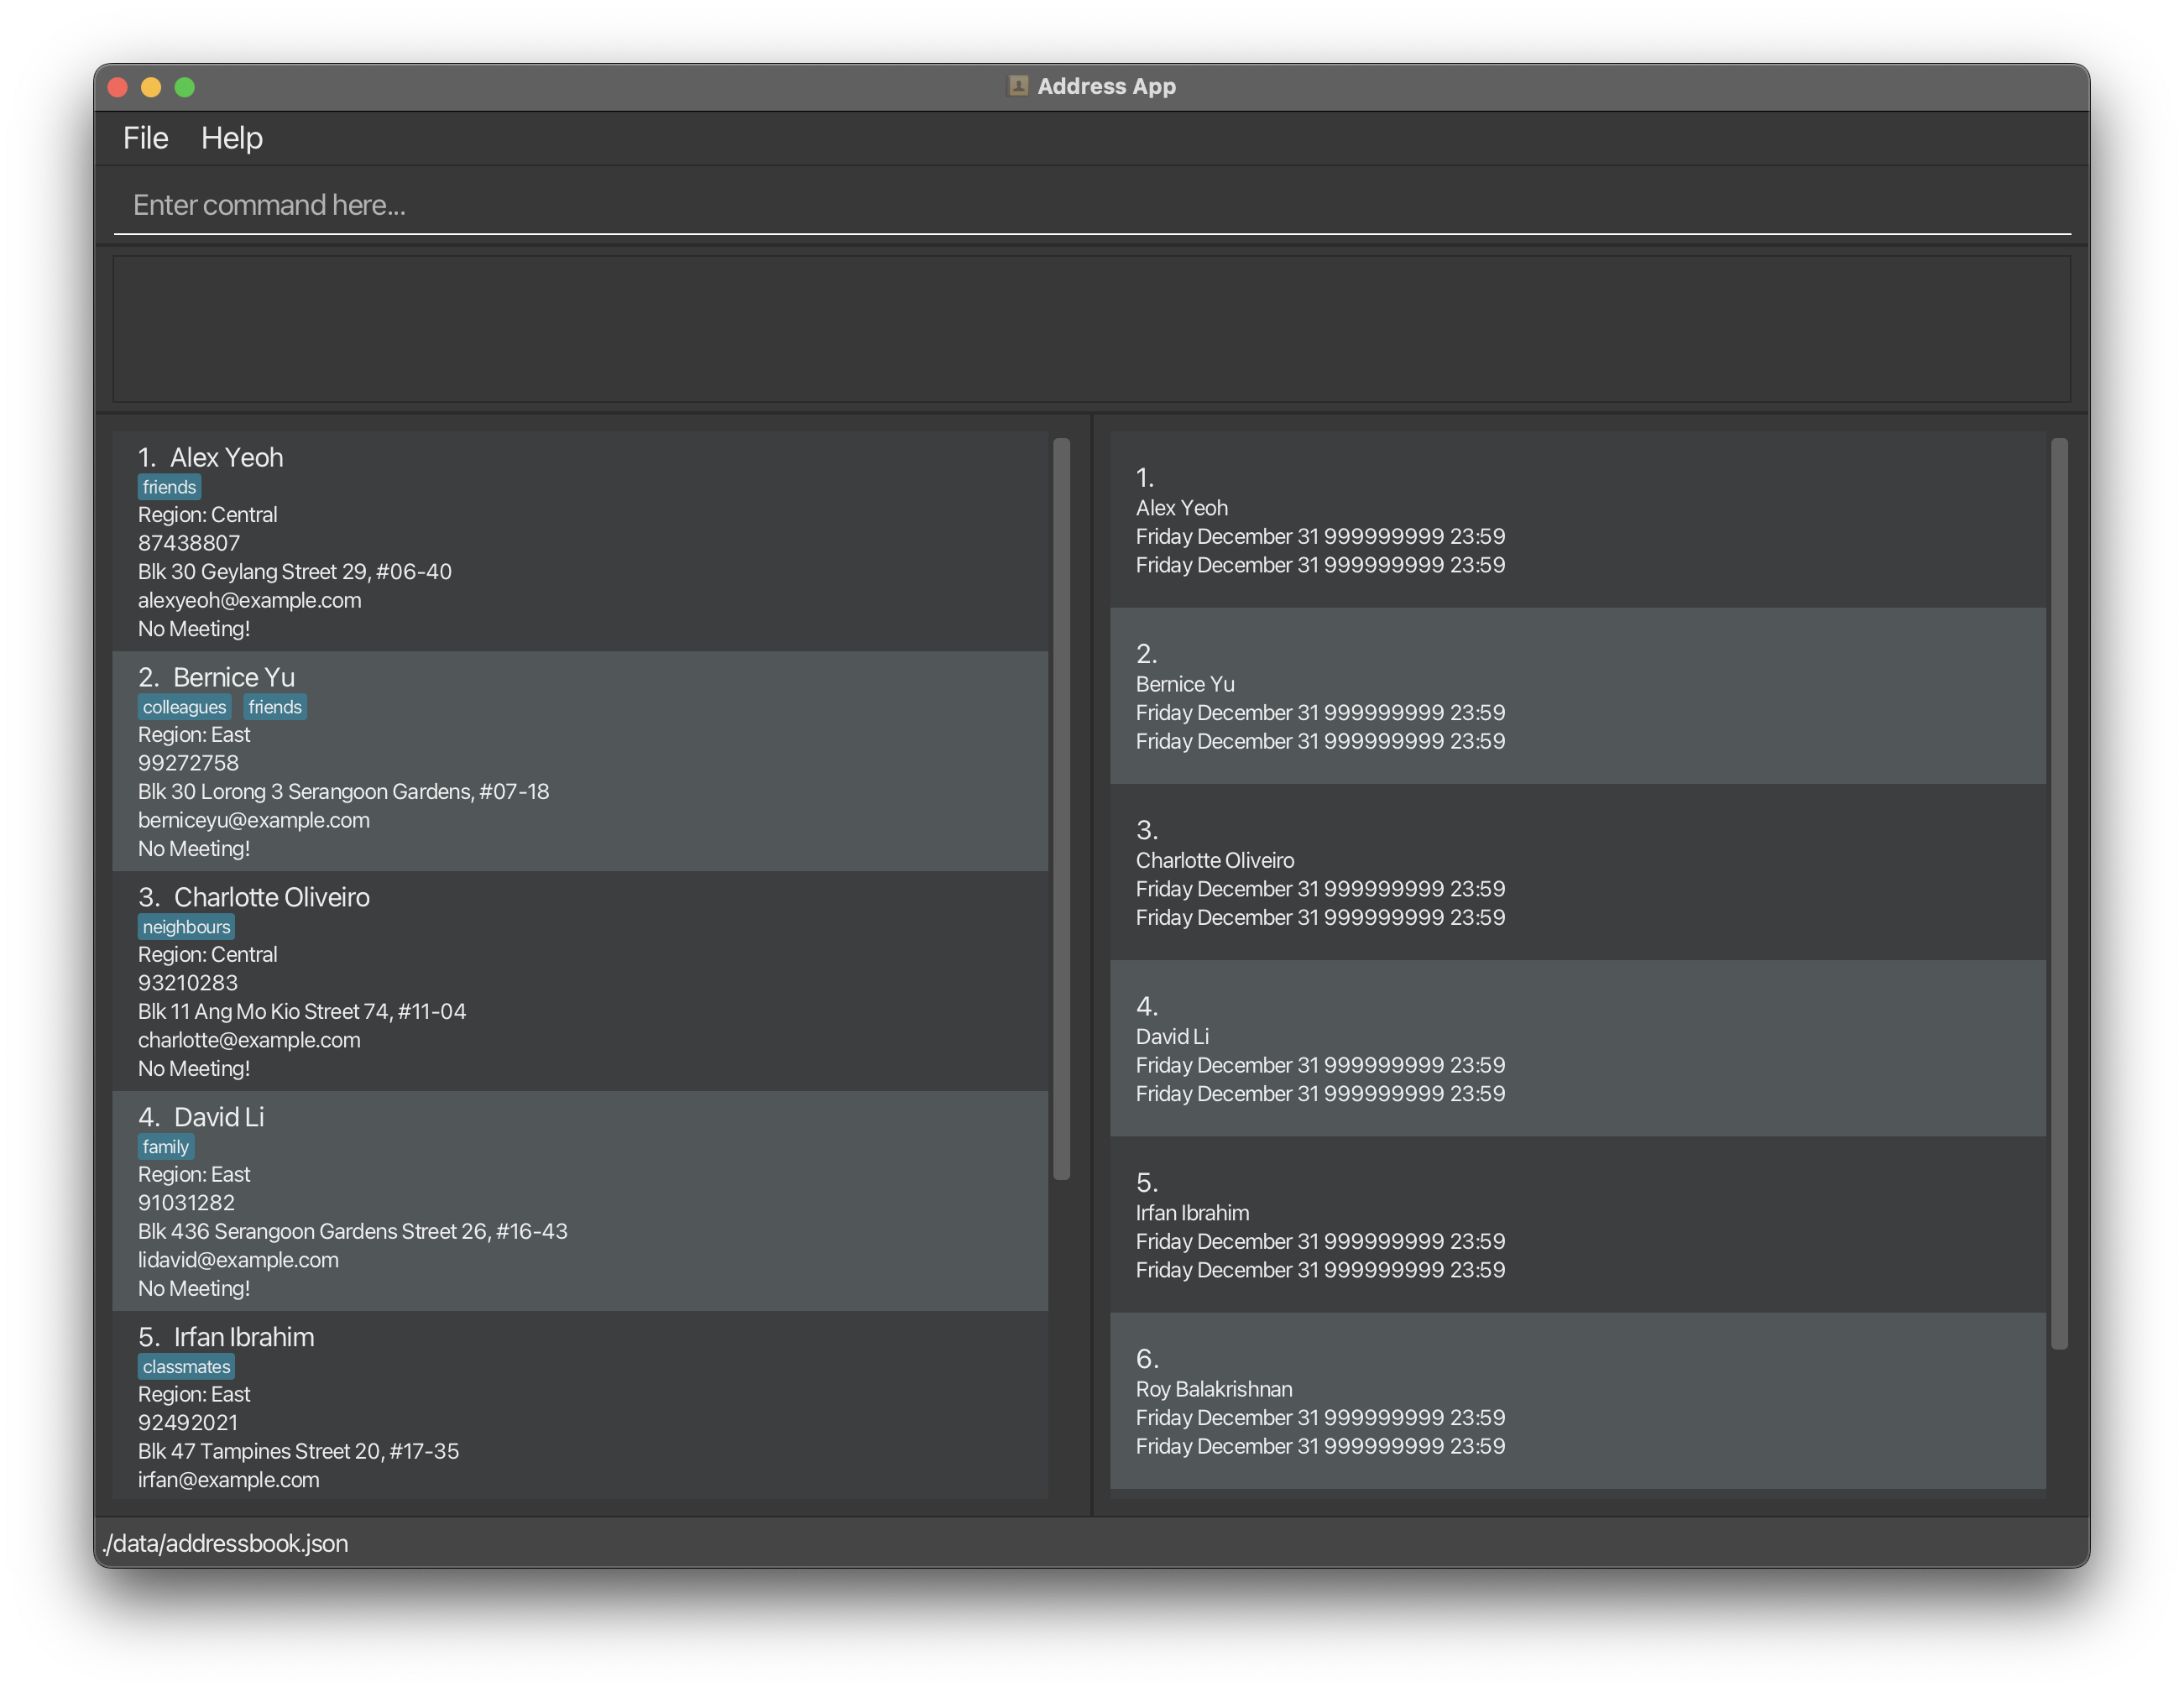 Address App
File Help
Enter command here...
1. Alex Yeoh
friends
Region: Central
87438807
Blk 30 Geylang Street 29, #06-40
alexyeoh@example.com
No Meeting!
2. Bernice Yu
colleagues friends
Region: East
99272758
Blk 30 Lorong 3 Serangoon Gardens, #07-18
berniceyu@example.com
No Meeting!
3. Charlotte Oliveiro
neighbours
Region: Central
93210283
Blk 11 Ang Mo Kio Street 74, #11-04
charlotte@example.com
No Meeting!
4. David Li
family
Region: East
91031282
Blk 436 Serangoon Gardens Street 26, #16-43
lidavid@example.com
No Meeting!
5. Irfan Ibrahim
classmates
Region: East
92492021
Blk 47 Tampines Street 20, #17-35
irfan@example.com
1.
Alex Yeoh
Friday December 31 999999999 23:59
Friday December 31 999999999 23:59
2.
Bernice Yu
Friday December 31 999999999 23:59
Friday December 31 999999999 23:59
3.
Charlotte Oliveiro
Friday December 31 999999999 23:59
Friday December 31 999999999 23:59
4.
David Li
Friday December 31 999999999 23:59
Friday December 31 999999999 23:59
5.
Irfan Ibrahim
Friday December 31 999999999 23:59
Friday December 31 999999999 23:59
6.
Roy Balakrishnan
Friday December 31 999999999 23:59
Friday December 31 999999999 23:59
./data/addressbook.json